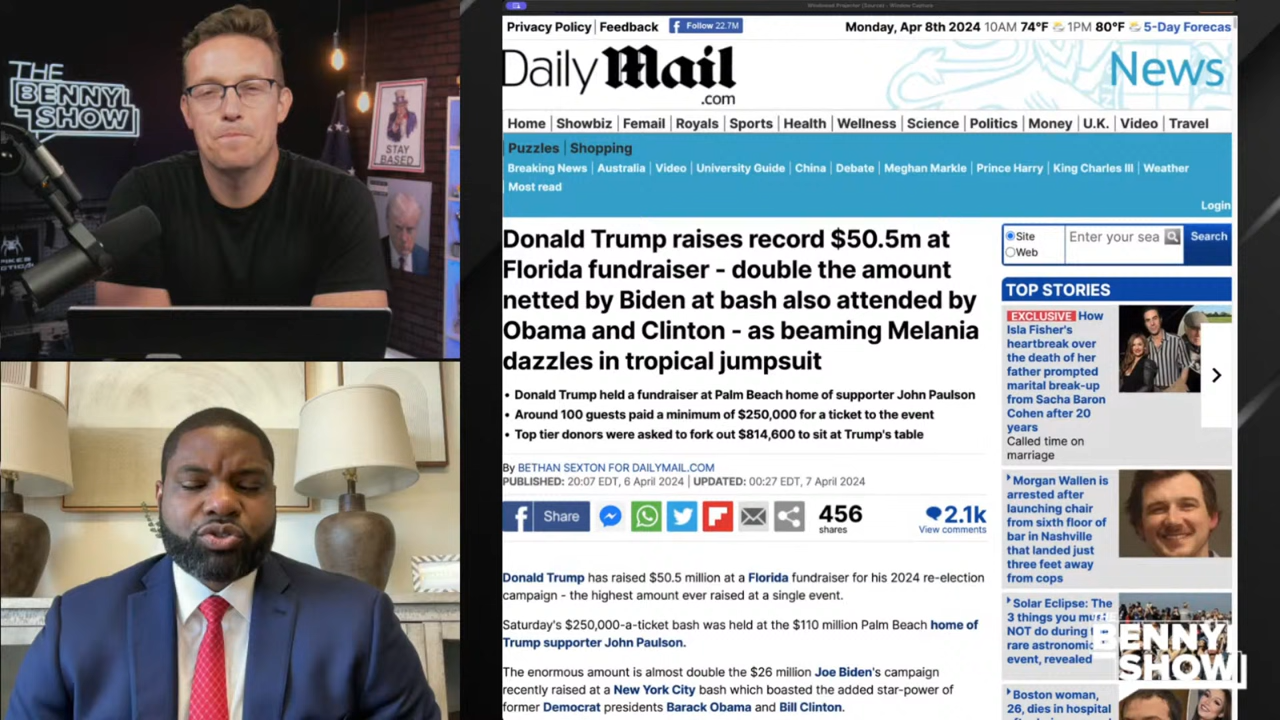 THE
BENNY
SHOW
STAY
BASED
Privacy Policy | Feedback
Follow 22.7M
Monday, Apr 8th 2024 10AM 74°F 1PM 80°F 5-Day Forecas
Daily Mail
.com
News
Home | Showbiz | Femail | Royals | Sports | Health | Wellness | Science | Politics | Money | U.K. | Video | Travel
Puzzles | Shopping
Breaking News | Australia | Video | University Guide | China | Debate | Meghan Markle | Prince Harry | King Charles III | Weather
Most read
Login
Donald Trump raises record $50.5m at
Florida fundraiser - double the amount
netted by Biden at bash also attended by
Obama and Clinton - as beaming Melania
dazzles in tropical jumpsuit
• Donald Trump held a fundraiser at Palm Beach home of supporter John Paulson
• Around 100 guests paid a minimum of $250,000 for a ticket to the event
• Top tier donors were asked to fork out $814,600 to sit at Trump's table
By BETHAN SEXTON FOR DAILYMAIL.COM
PUBLISHED: 20:07 EDT, 6 April 2024 | UPDATED: 00:27 EDT, 7 April 2024
Share
456
shares
2.1k
View comments
Donald Trump has raised $50.5 million at a Florida fundraiser for his 2024 re-election
campaign - the highest amount ever raised at a single event.
Saturday's $250,000-a-ticket bash was held at the $110 million Palm Beach home of
Trump supporter John Paulson.
The enormous amount is almost double the $26 million Joe Biden's campaign
recently raised at a New York City bash which boasted the added star-power of
former Democrat presidents Barack Obama and Bill Clinton.
Site
Web
Enter your sea
Search
TOP STORIES
EXCLUSIVE How
Isla Fisher's
heartbreak over
the death of her
father prompted
marital break-up
from Sacha Baron
Cohen after 20
years
Called time on
marriage
Morgan Wallen is
arrested after
launching chair
from sixth floor of
bar in Nashville
that landed just
three feet away
from cops
Solar Eclipse: The
3 things you mu
NOT do during
rare astronomic
event, revealed
Boston woman,
26, dies in hospital
THE
BENNY
SHOW